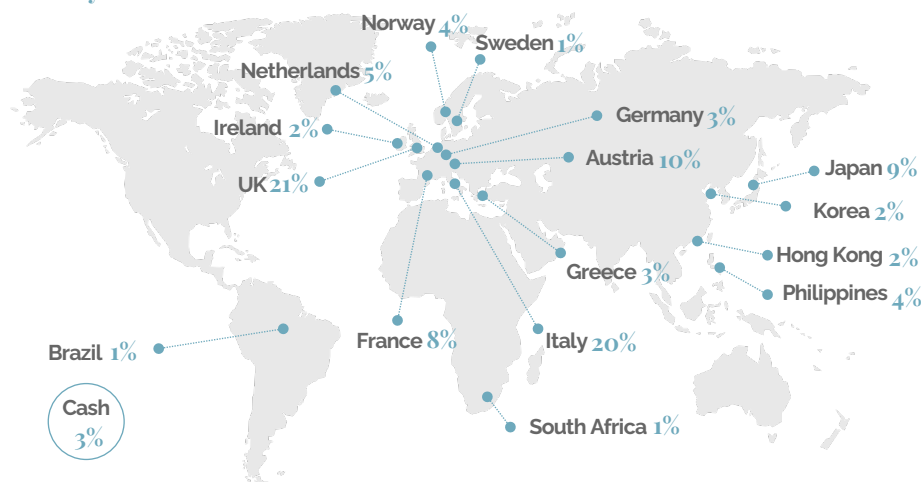 Norway 4%
Sweden 1%
Netherlands 5%
Germany 3%
Ireland 2%
Austria 10%
Japan 9%
UK 21%
Korea 2%
Hong Kong 2%
Greece 3%
Philippines 4%
France 8%
Italy 20%
Brazil 1%
Cash
3%
South Africa 1%